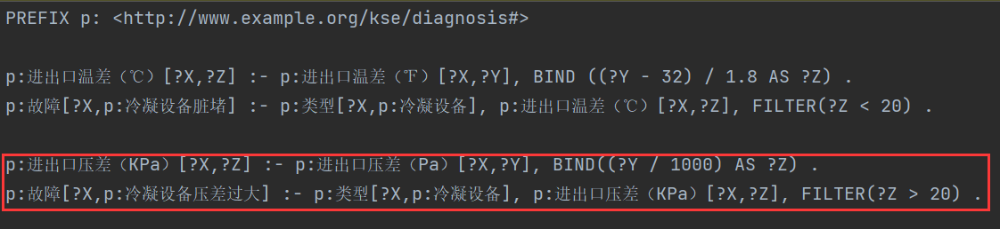 PREFIX p: <http://www.example.org/kse/diagnosis#>
p:进出口温差（℃）[?X,?Z] :- p:进出口温差（℉）[?X,?Y], BIND ((?Y - 32) / 1.8 AS ?Z) .
p:故障[?X,p:冷凝设备脏堵] :- p:类型[?X,p:冷凝设备], p:进出口温差（℃）[?X,?Z], FILTER(?Z < 20) .
p:进出口压差（KPa）[?X,?Z] :- p:进出口压差（Pa）[?X,?Y], BIND((?Y / 1000) AS ?Z) .
p:故障[?X,p:冷凝设备压差过大] :- p:类型[?X,p:冷凝设备], p:进出口压差（KPa）[?X,?Z], FILTER(?Z > 20) .